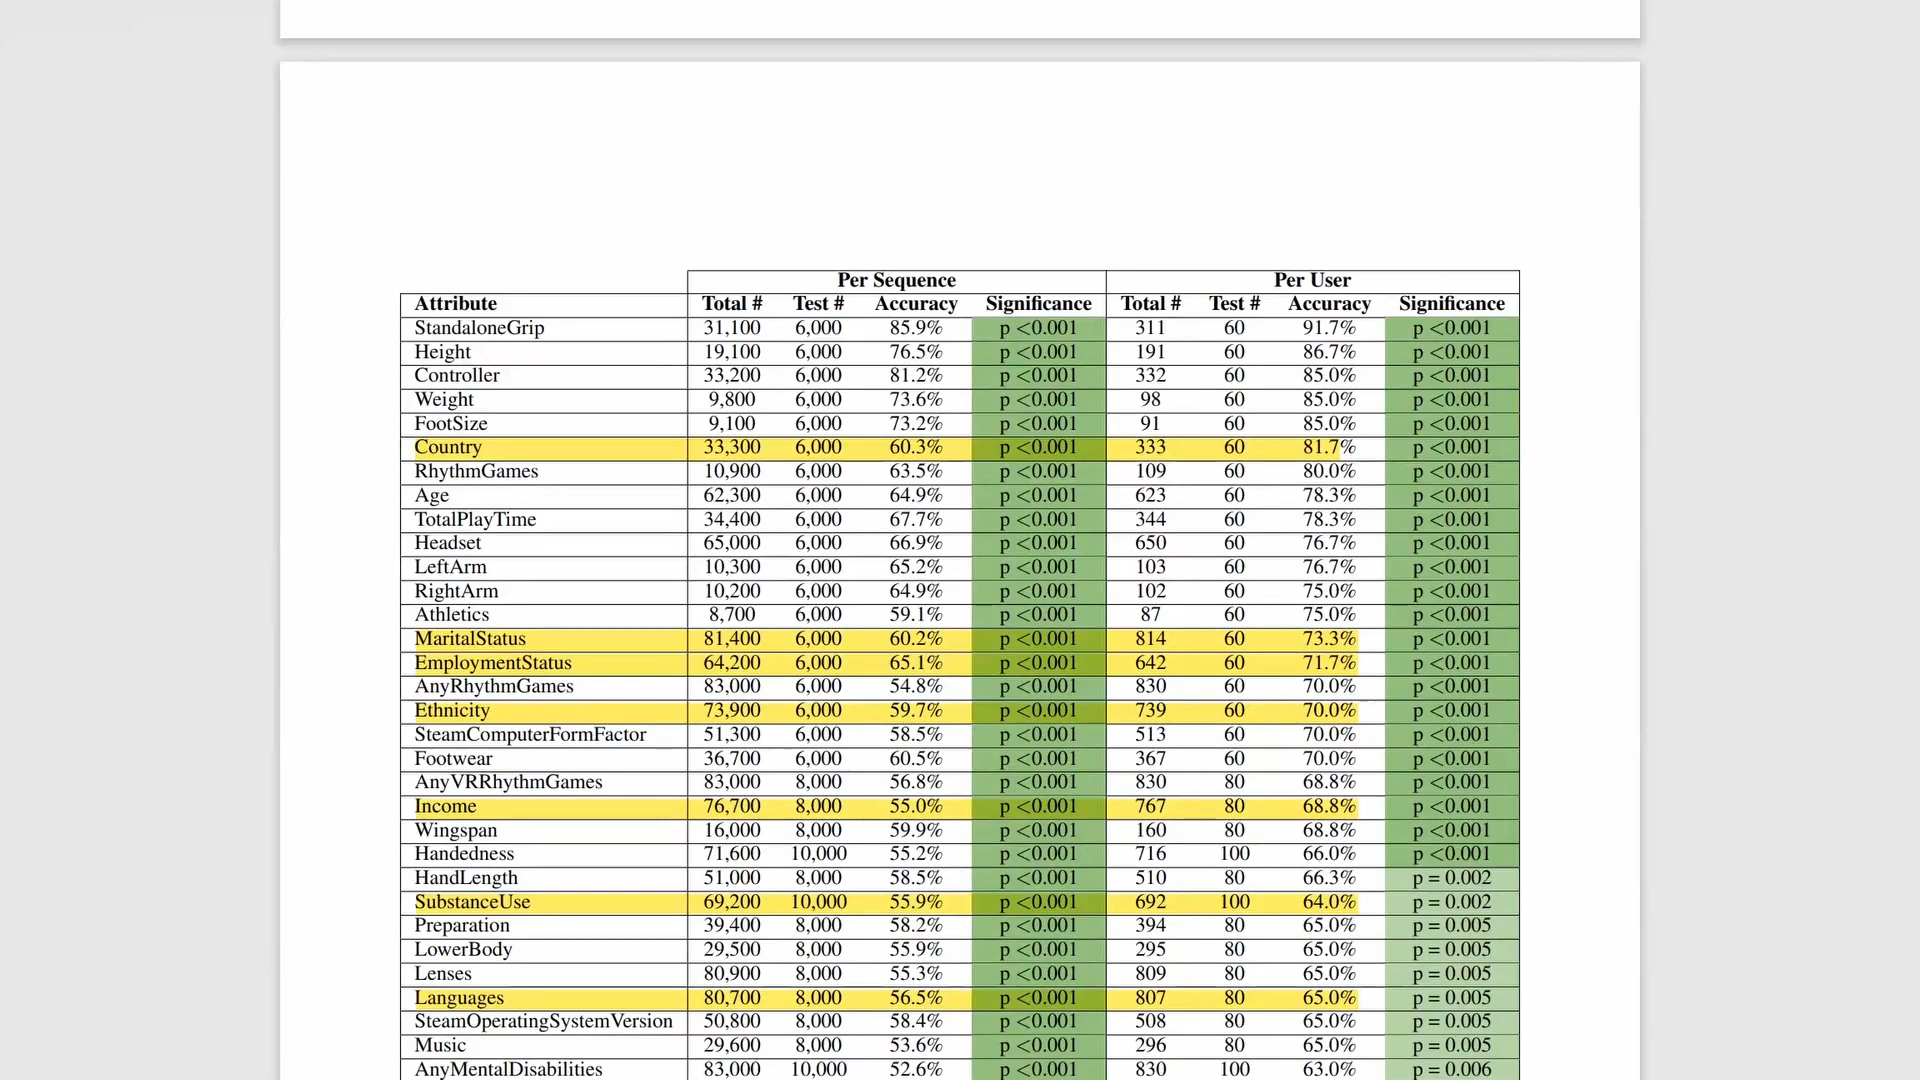 Per Sequence Per User
Attribute Total # Test # Accuracy Significance Total # Test # Accuracy Significance
StandaloneGrip 31,100 6,000 85.9% p <0.001 311 60 91.7% p <0.001
Height 19,100 6,000 76.5% p <0.001 191 60 86.7% p <0.001
Controller 33,200 6,000 81.2% p <0.001 332 60 85.0% p <0.001
Weight 9,800 6,000 73.6% p <0.001 98 60 85.0% p <0.001
FootSize 9,100 6,000 73.2% p <0.001 91 60 85.0% p <0.001
Country 33,300 6,000 60.3% p <0.001 333 60 81.7% p <0.001
RhythmGames 10,900 6,000 63.5% p <0.001 109 60 80.0% p <0.001
Age 62,300 6,000 64.9% p <0.001 623 60 78.3% p <0.001
TotalPlayTime 34,400 6,000 67.7% p <0.001 344 60 78.3% p <0.001
Headset 65,000 6,000 66.9% p <0.001 650 60 76.7% p <0.001
LeftArm 10,300 6,000 65.2% p <0.001 103 60 76.7% p <0.001
RightArm 10,200 6,000 64.9% p <0.001 102 60 75.0% p <0.001
Athletics 8,700 6,000 59.1% p <0.001 87 60 75.0% p <0.001
MaritalStatus 81,400 6,000 60.2% p <0.001 814 60 73.3% p <0.001
EmploymentStatus 64,200 6,000 65.1% p <0.001 642 60 71.7% p <0.001
AnyRhythmGames 83,000 6,000 54.8% p <0.001 830 60 70.0% p <0.001
Ethnicity 73,900 6,000 59.7% p <0.001 739 60 70.0% p <0.001
SteamComputerFormFactor 51,300 6,000 58.5% p <0.001 513 60 70.0% p <0.001
Footwear 36,700 6,000 60.5% p <0.001 367 60 70.0% p <0.001
AnyVRRhythmGames 83,000 8,000 56.8% p <0.001 830 80 68.8% p <0.001
Income 76,700 8,000 55.0% p <0.001 767 80 68.8% p <0.001
Wingspan 16,000 8,000 59.9% p <0.001 160 80 68.8% p <0.001
Handedness 71,600 10,000 55.2% p <0.001 716 100 66.0% p <0.001
HandLength 51,000 8,000 58.5% p <0.001 510 80 66.3% p = 0.002
SubstanceUse 69,200 10,000 55.9% p <0.001 692 100 64.0% p = 0.002
Preparation 39,400 8,000 58.2% p <0.001 394 80 65.0% p = 0.005
LowerBody 29,500 8,000 55.9% p <0.001 295 80 65.0% p = 0.005
Lenses 80,900 8,000 55.3% p <0.001 809 80 65.0% p = 0.005
Languages 80,700 8,000 56.5% p <0.001 807 80 65.0% p = 0.005
SteamOperatingSystemVersion 50,800 8,000 58.4% p <0.001 508 80 65.0% p = 0.005
Music 29,600 8,000 53.6% p <0.001 296 80 65.0% p = 0.005
AnyMentalDisabilities 83,000 10,000 52.6% p <0.001 830 100 63.0% p = 0.006